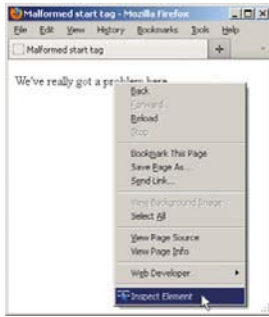 Malformed start tag - Mozilla Firefox
File Edit View History Bookmarks Tools Help
Malformed start tag
We've really got a problem here
Back
Forward
Reload
Stop
Bookmark This Page
Save Page As...
Send Link...
View Background Image
Select All
View Page Source
View Page Info
Web Developer
Inspect Element